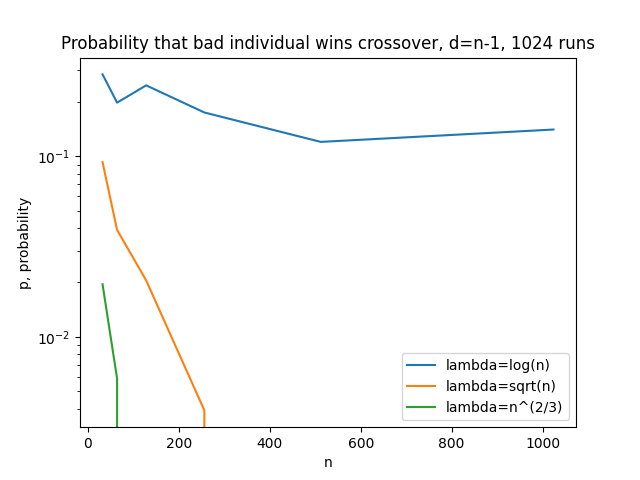 Probability that bad individual wins crossover, d=n-1, 1024 runs
p, probability
10^{-1}
10^{-2}
0 200 400 600 800 1000
n
lambda=log(n)
lambda=sqrt(n)
lambda=n^(2/3)